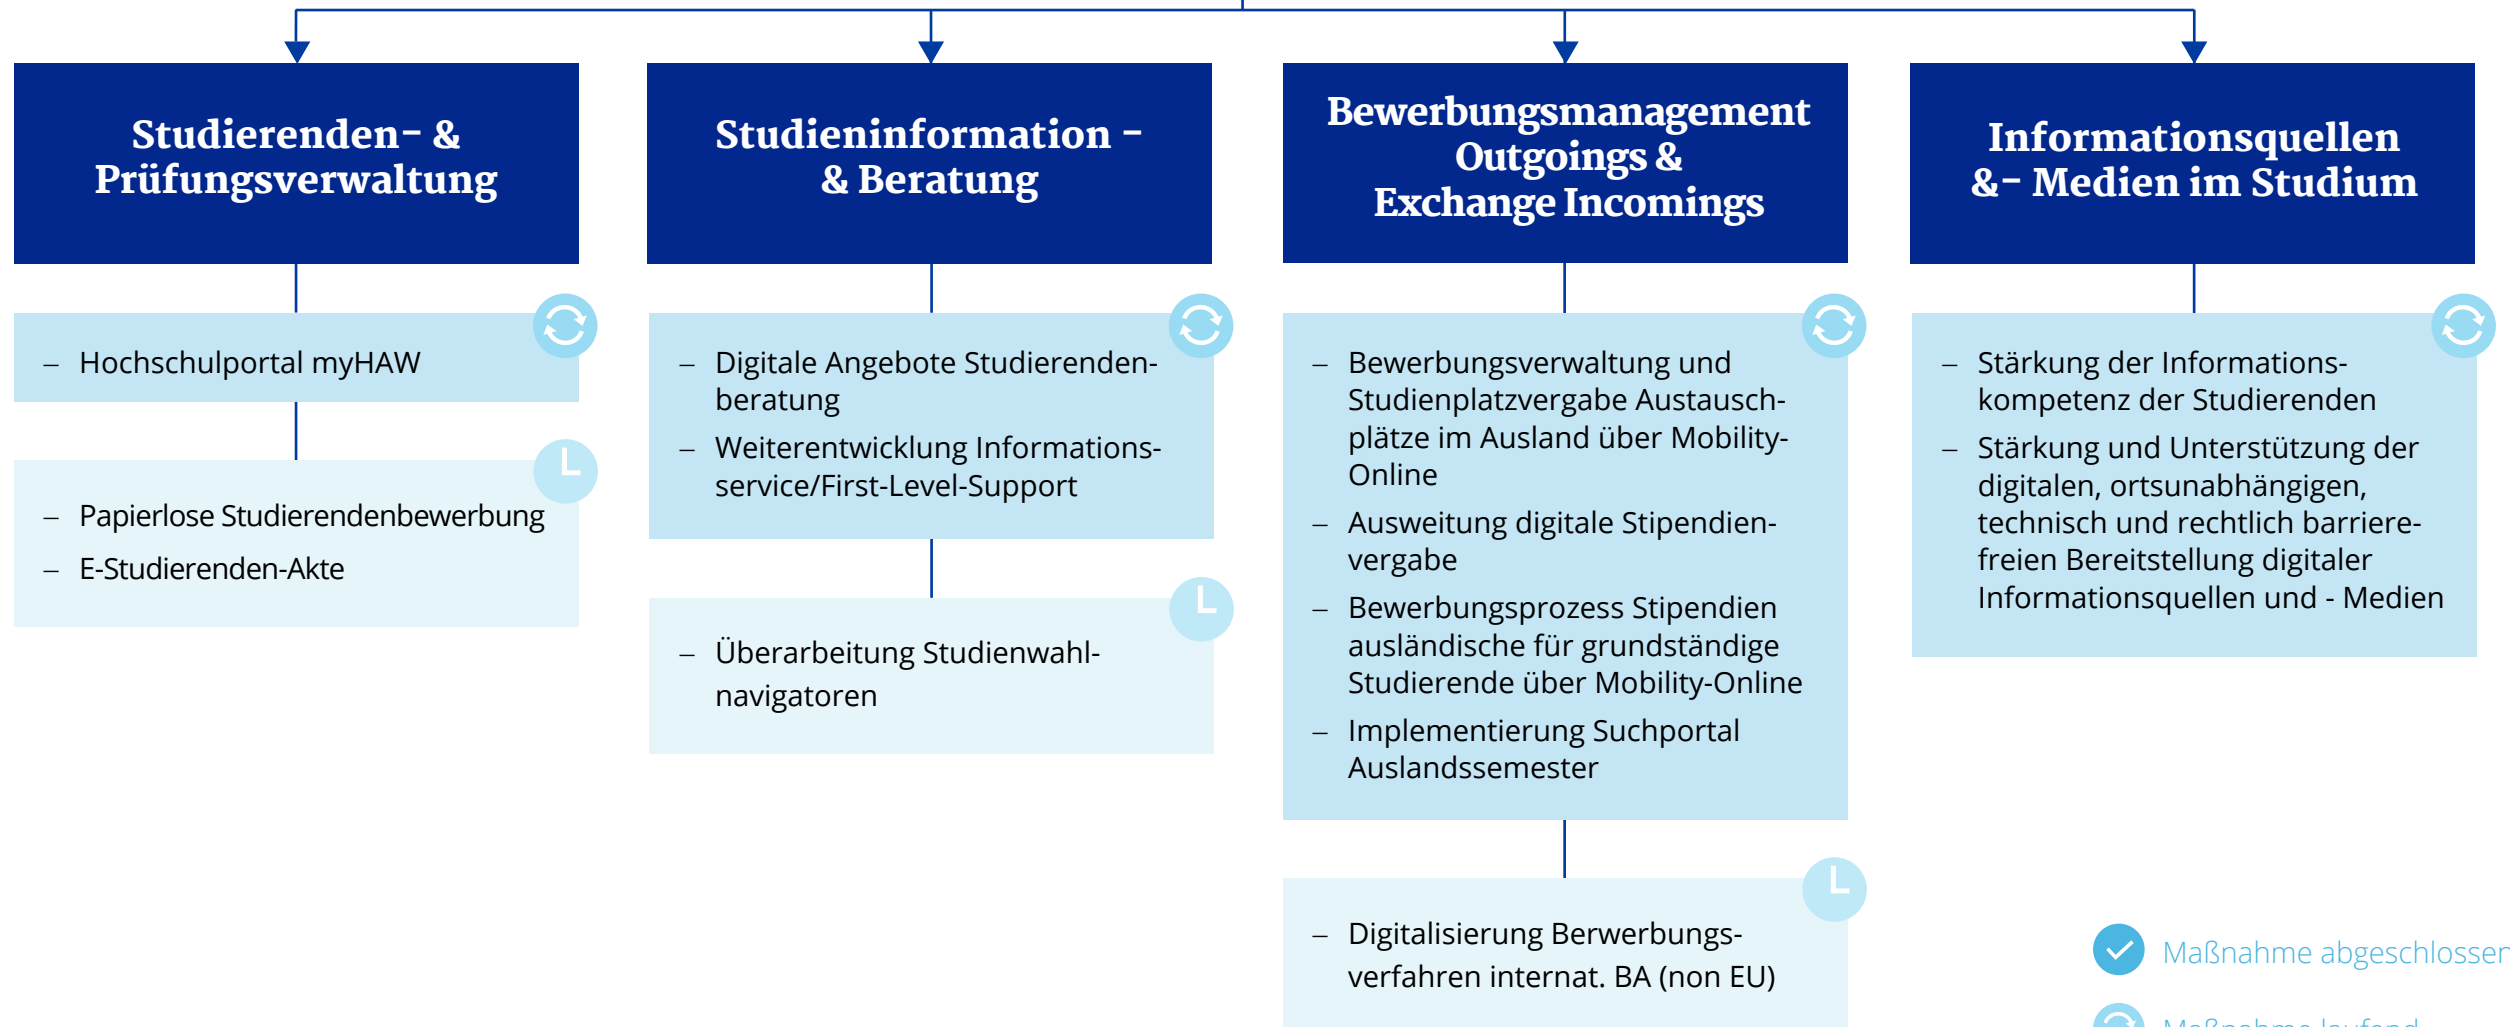 Studierenden- &
Prüfungsverwaltung
– Hochschulportal myHAW
– Papierlose Studierendenbewerbung
– E-Studierenden-Akte
Studieninformation -
& Beratung
– Digitale Angebote Studierenden-
beratung
– Weiterentwicklung Informations-
service/First-Level-Support
– Überarbeitung Studienwahl-
navigatoren
Bewerbungsmanagement
Outgoings &
Exchange Incomings
– Bewerbungsverwaltung und
Studienplatzvergabe Austausch-
plätze im Ausland über Mobility-
Online
– Ausweitung digitale Stipendien-
vergabe
– Bewerbungsprozess Stipendien
ausländische für grundständige
Studierende über Mobility-Online
– Implementierung Suchportal
Auslandssemester
– Digitalisierung Berwerbungs-
verfahren internat. BA (non EU)
Informationsquellen
&- Medien im Studium
– Stärkung der Informations-
kompetenz der Studierenden
– Stärkung und Unterstützung der
digitalen, ortsunabhängigen,
technisch und rechtlich barriere-
freien Bereitstellung digitaler
Informationsquellen und - Medien
Maßnahme abgeschlossen
Maßnahme laufend